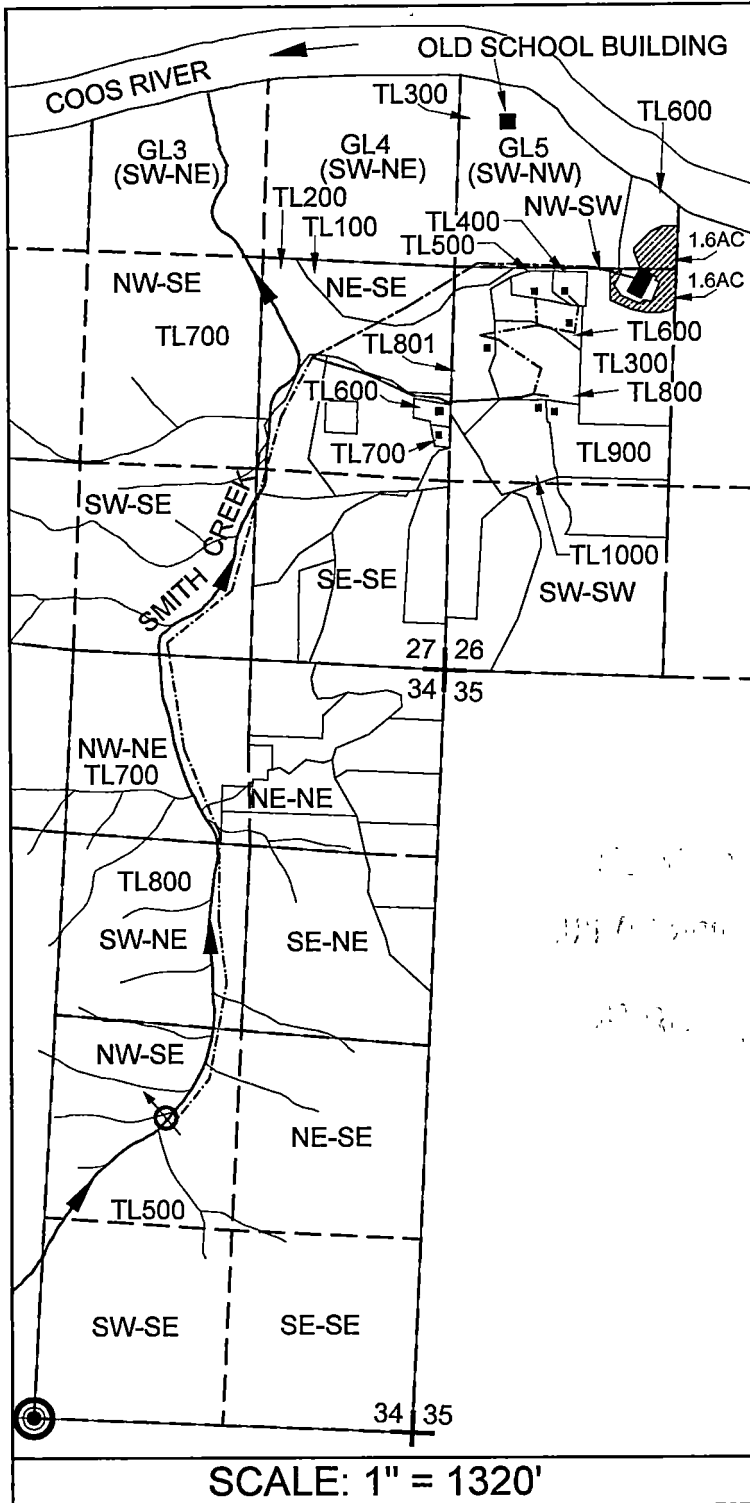 OLD SCHOOL BUILDING
COOS RIVER
TL300
TL600
GL3
(SW-NE)
GL4
(SW-NE)
GL5
(SW-NW)
TL200
TL100
TL400
NW-SW
TL500
1.6AC
1.6AC
NW-SE
NE-SE
TL700
TL801
TL600
TL300
TL600
TL800
TL700
TL900
SW-SE
SMITH CREEK
TL1000
SE-SE
SW-SW
27 26
34 35
NW-NE
TL700
NE-NE
TL800
SW-NE
SE-NE
NW-SE
NE-SE
TL500
SW-SE
SE-SE
34 35
SCALE: 1" = 1320'